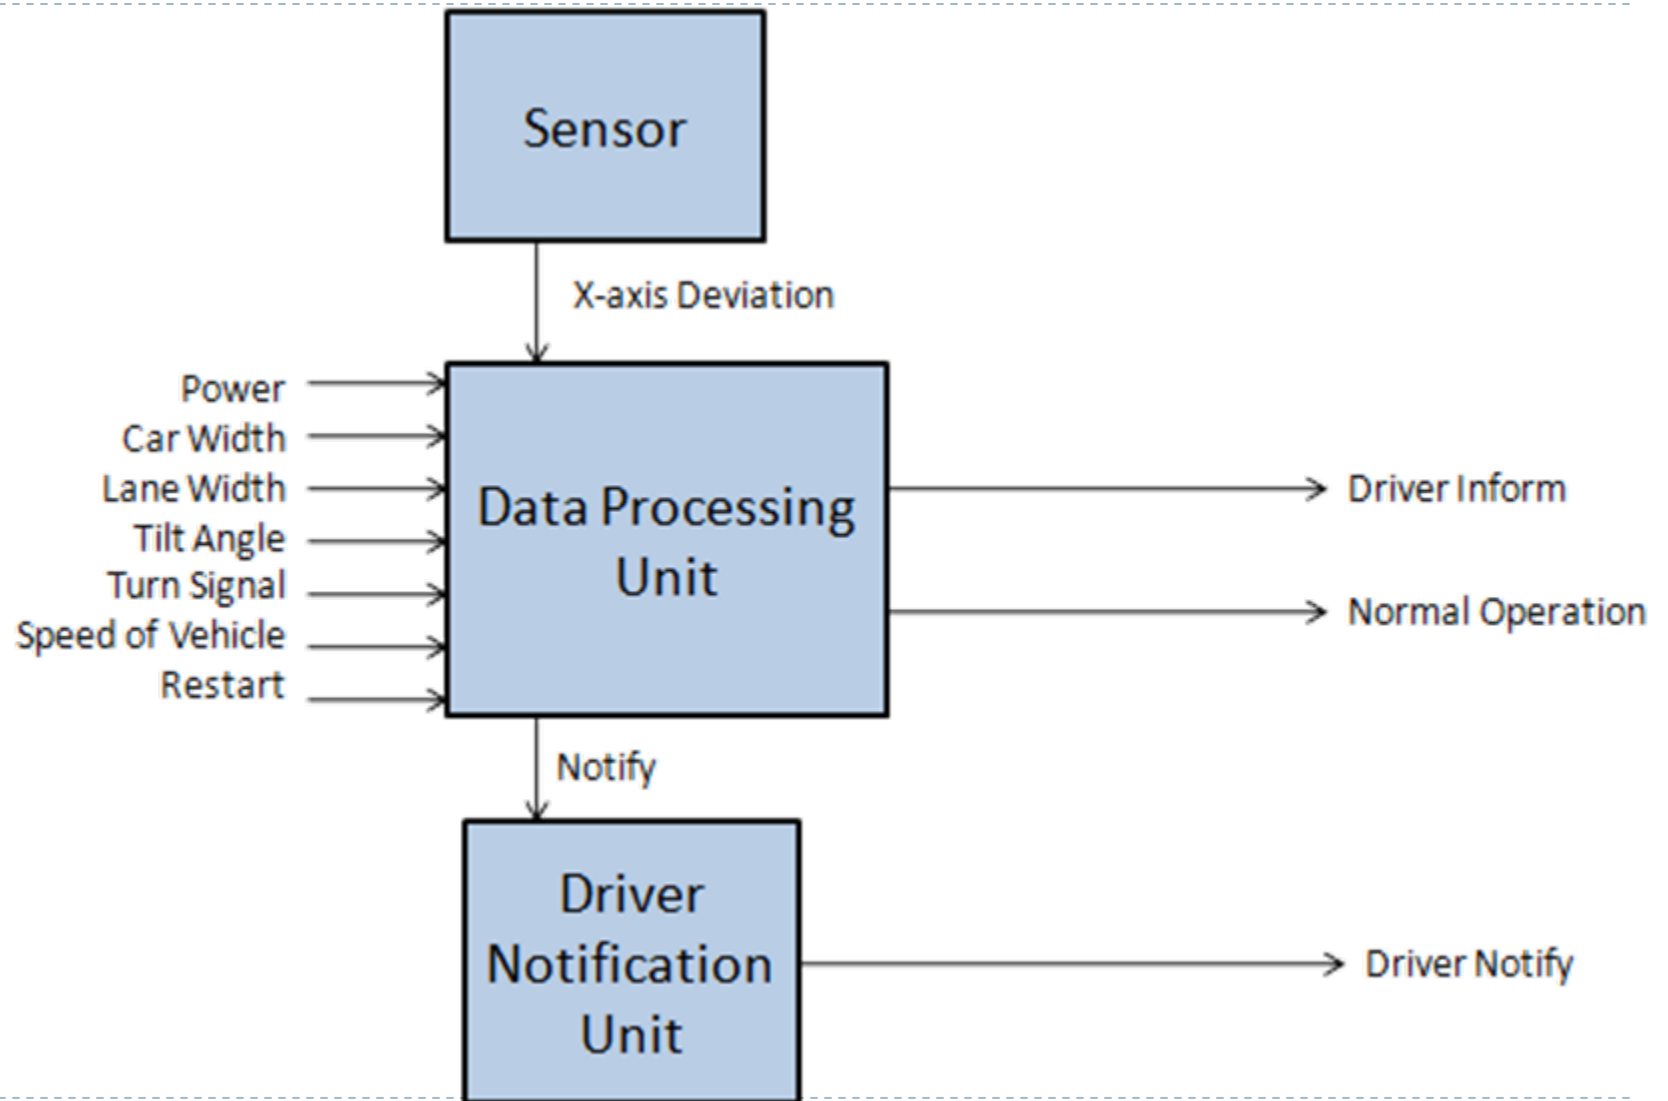 Sensor
X-axis Deviation
Power
Car Width
Lane Width
Tilt Angle
Turn Signal
Speed of Vehicle
Restart
Data Processing
Unit
Driver Inform
Normal Operation
Notify
Driver
Notification
Unit
Driver Notify